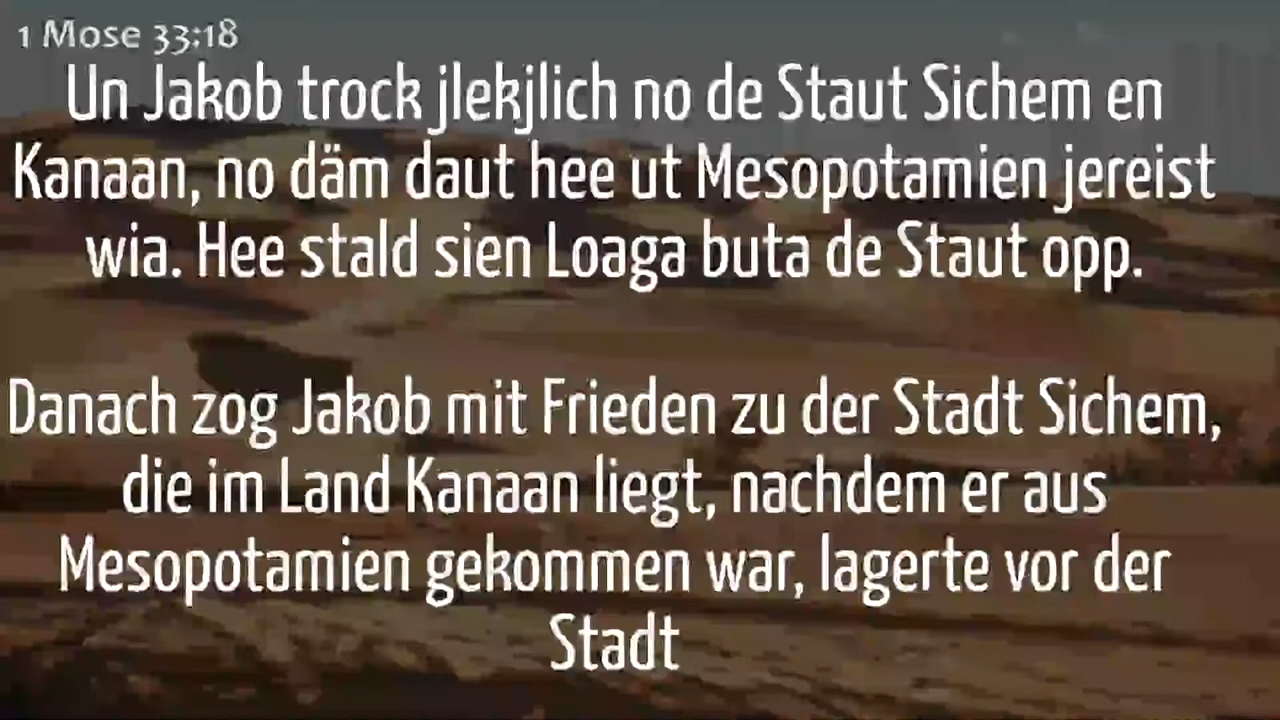 1 Mose 33:18
Un Jakob trock jlekjlich no de Staut Sichem en
Kanaan, no däm daut hee ut Mesopotamien jereist
wia. Hee stald sien Loaga buta de Staut opp.
Danach zog Jakob mit Frieden zu der Stadt Sichem,
die im Land Kanaan liegt, nachdem er aus
Mesopotamien gekommen war, lagerte vor der
Stadt